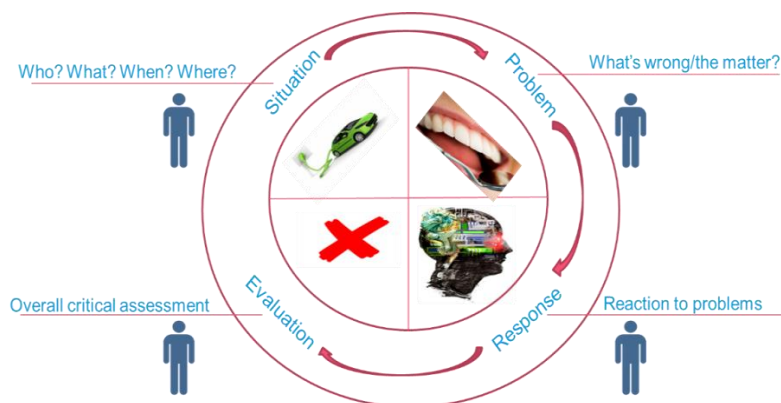 Who? What? When? Where?
Situation
Problem
What's wrong/the matter?
Overall critical assessment
Evaluation
Response
Reaction to problems